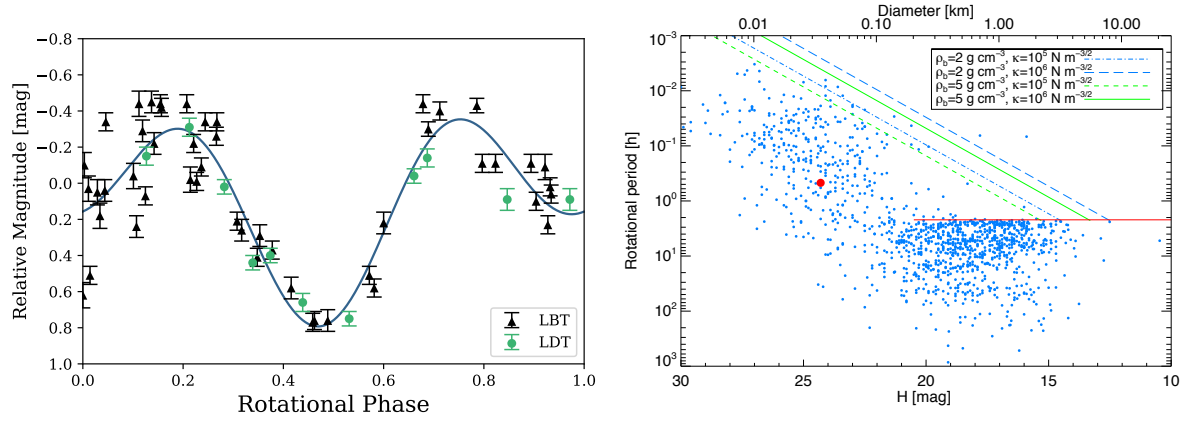 −0.8
−0.6
−0.4
−0.2
0.0
0.2
0.4
0.6
0.8
1.0
Relative Magnitude [mag]
0.0 0.2 0.4 0.6 0.8 1.0
Rotational Phase
LBT
LDT
Diameter [km]
0.01 0.10 1.00 10.00
10⁻³
10⁻²
10⁻¹
10⁰
10¹
10²
10³
Rotational period [h]
ρb=2 g cm⁻³, κ=10⁵ N m⁻³/²
ρb=2 g cm⁻³, κ=10⁶ N m⁻³/²
ρb=5 g cm⁻³, κ=10⁵ N m⁻³/²
ρb=5 g cm⁻³, κ=10⁶ N m⁻³/²
30 25 20 15 10
H [mag]